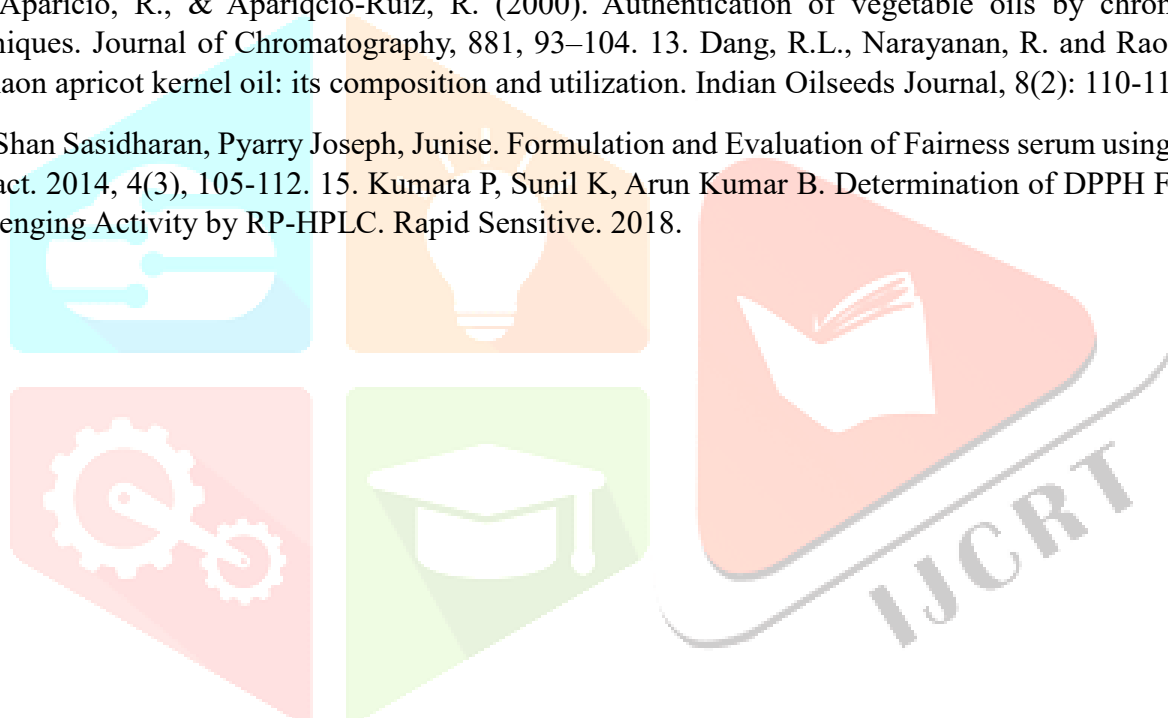 Aparicio, R., & Apariqcio-Ruiz, R. (2000). Authentication of vegetable oils by chrom
niques. Journal of Chromatography, 881, 93–104. 13. Dang, R.L., Narayanan, R. and Rao
aon apricot kernel oil: its composition and utilization. Indian Oilseeds Journal, 8(2): 110-11
Shan Sasidharan, Pyarry Joseph, Junise. Formulation and Evaluation of Fairness serum using
act. 2014, 4(3), 105-112. 15. Kumara P, Sunil K, Arun Kumar B. Determination of DPPH F
enging Activity by RP-HPLC. Rapid Sensitive. 2018.
IJCRT